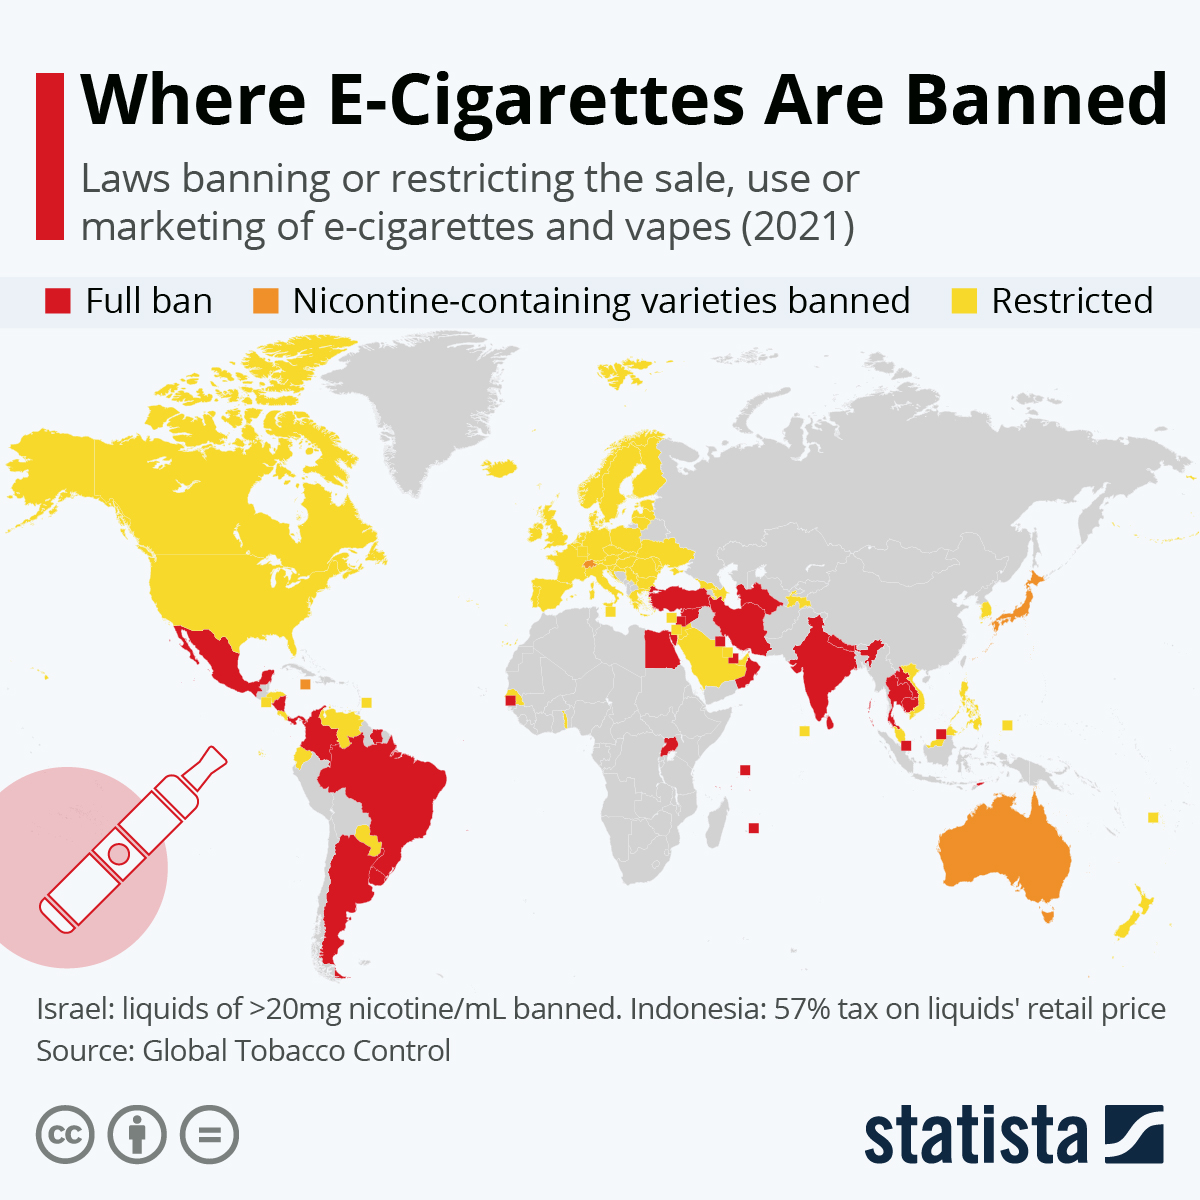 Where E-Cigarettes Are Banned
Laws banning or restricting the sale, use or
marketing of e-cigarettes and vapes (2021)
Full ban
Nicontine-containing varieties banned
Restricted
Israel: liquids of >20mg nicotine/mL banned. Indonesia: 57% tax on liquids' retail price
Source: Global Tobacco Control
cc
statista